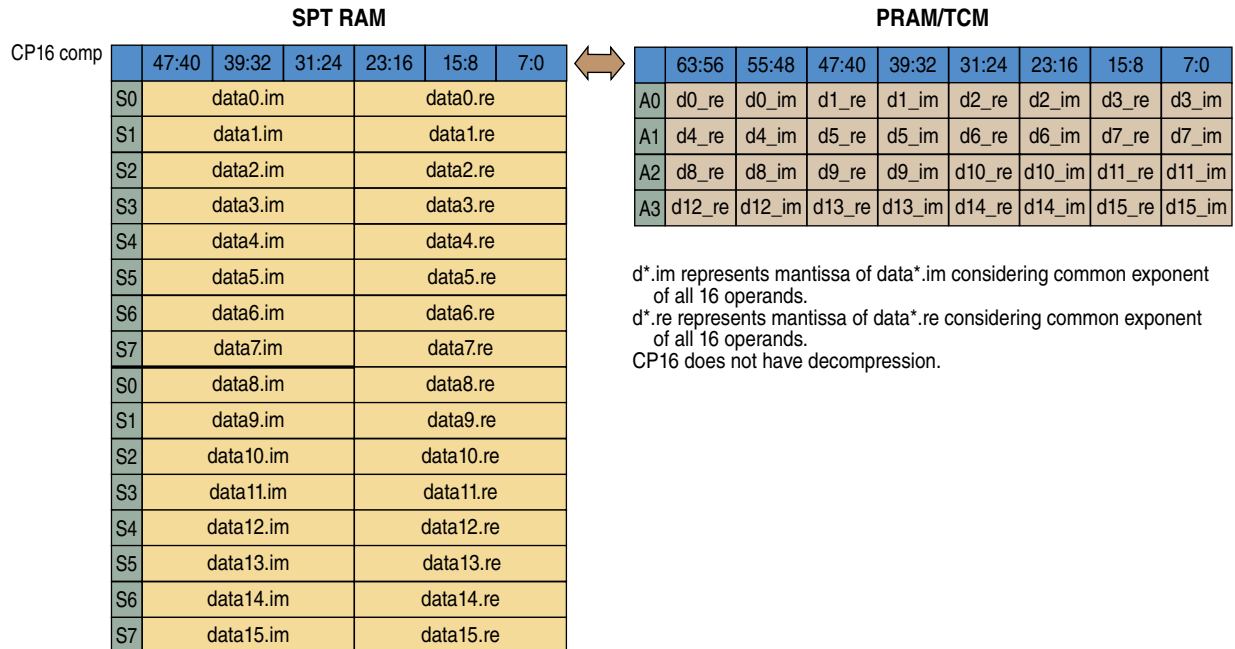 SPT RAM
PRAM/TCM
CP16 comp
47:40 39:32 31:24 23:16 15:8 7:0
S0 data0.im data0.re
S1 data1.im data1.re
S2 data2.im data2.re
S3 data3.im data3.re
S4 data4.im data4.re
S5 data5.im data5.re
S6 data6.im data6.re
S7 data7.im data7.re
S0 data8.im data8.re
S1 data9.im data9.re
S2 data10.im data10.re
S3 data11.im data11.re
S4 data12.im data12.re
S5 data13.im data13.re
S6 data14.im data14.re
S7 data15.im data15.re
63:56 55:48 47:40 39:32 31:24 23:16 15:8 7:0
A0 d0_re d0_im d1_re d1_im d2_re d2_im d3_re d3_im
A1 d4_re d4_im d5_re d5_im d6_re d6_im d7_re d7_im
A2 d8_re d8_im d9_re d9_im d10_re d10_im d11_re d11_im
A3 d12_re d12_im d13_re d13_im d14_re d14_im d15_re d15_im
d*.im represents mantissa of data*.im considering common exponent
of all 16 operands.
d*.re represents mantissa of data*.re considering common exponent
of all 16 operands.
CP16 does not have decompression.